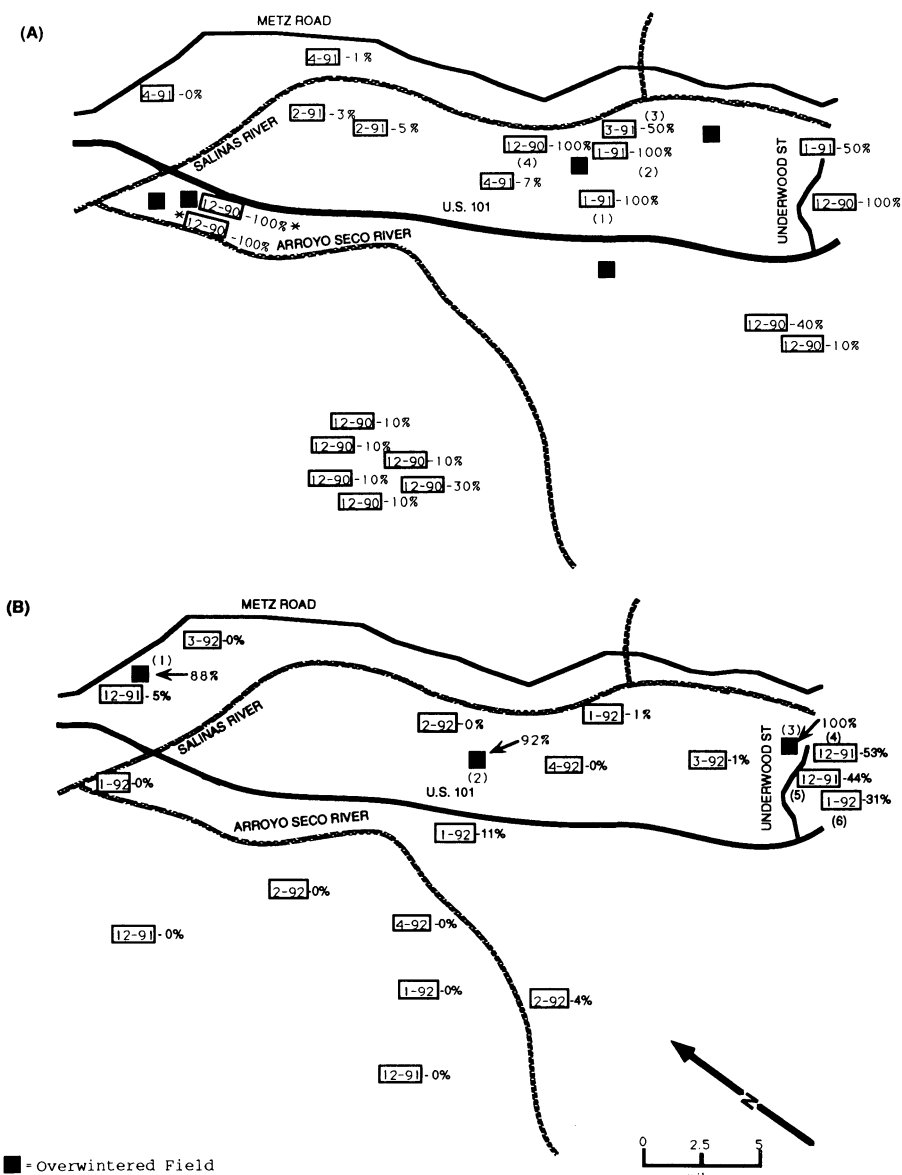 (A)
METZ ROAD
4-91 -1%
4-91 -0%
2-91 -3%
2-91 -5%
SALINAS RIVER
(3)
3-91 -50%
12-90 -100%
(4)
1-91 -100%
(2)
4-91 -7%
1-91 -100%
(1)
U.S. 101
UNDERWOOD ST
1-91 -50%
12-90 -100%
12-90 -100% *
* 12-90 -100%
ARROYO SECO RIVER
12-90 -40%
12-90 -10%
12-90 -10%
12-90 -10%
12-90 -10%
12-90 -10%
12-90 -30%
12-90 -10%
(B)
METZ ROAD
3-92 -0%
(1)
88%
12-91 -5%
SALINAS RIVER
2-92 -0%
1-92 -1%
92%
(2)
4-92 -0%
3-92 -1%
U.S. 101
UNDERWOOD ST
(3)
100%
(4)
12-91 -53%
12-91 -44%
(5)
1-92 -31%
(6)
1-92 -0%
ARROYO SECO RIVER
1-92 -11%
2-92 -0%
12-91 -0%
4-92 -0%
1-92 -0%
2-92 -4%
12-91 -0%
N
0 2.5 5
= Overwintered Field